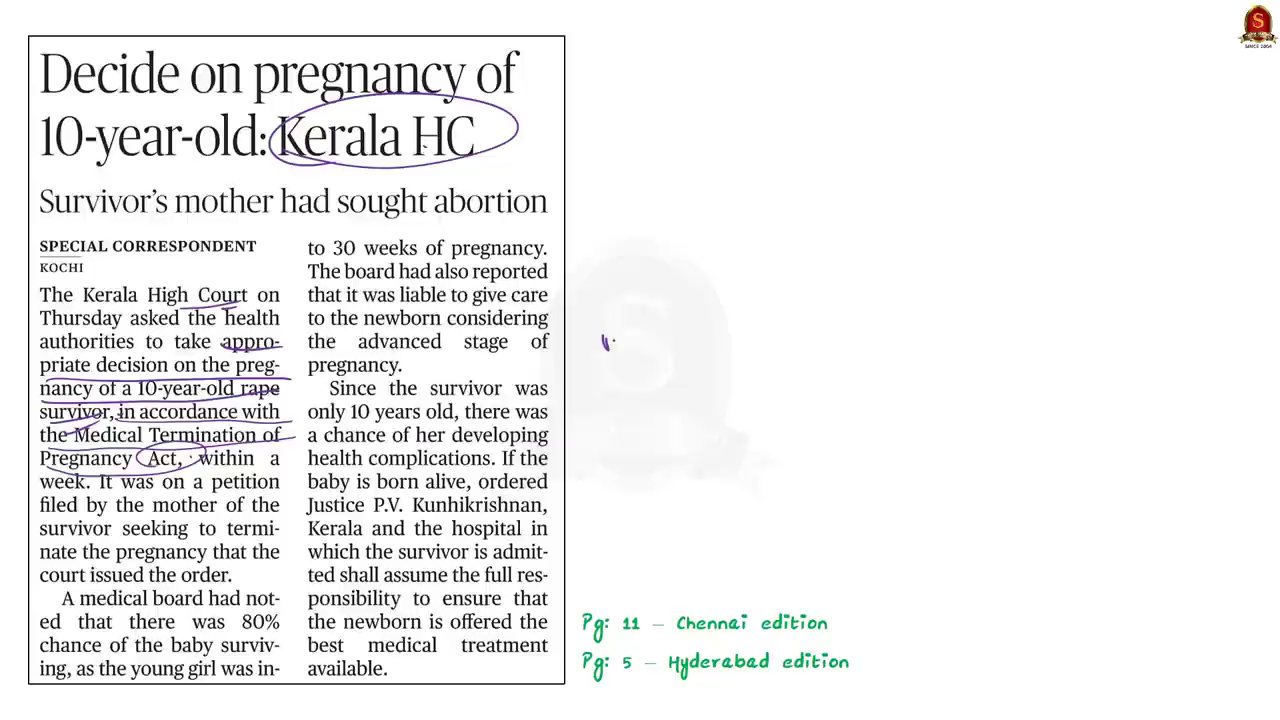 S
SINCE 2004
Decide on pregnancy of
10-year-old: Kerala HC
Survivor's mother had sought abortion
SPECIAL CORRESPONDENT
KOCHI
The Kerala High Court on
Thursday asked the health
authorities to take appro-
priate decision on the preg-
nancy of a 10-year-old rape
survivor, in accordance with
the Medical Termination of
Pregnancy Act, within a
week. It was on a petition
filed by the mother of the
survivor seeking to termi-
nate the pregnancy that the
court issued the order.
A medical board had not-
ed that there was 80%
chance of the baby surviv-
ing, as the young girl was in-
to 30 weeks of pregnancy.
The board had also reported
that it was liable to give care
to the newborn considering
the advanced stage of
pregnancy.
Since the survivor was
only 10 years old, there was
a chance of her developing
health complications. If the
baby is born alive, ordered
Justice P.V. Kunhikrishnan,
Kerala and the hospital in
which the survivor is admit-
ted shall assume the full res-
ponsibility to ensure that
the newborn is offered the
best medical treatment
available.
Pg: 11 – Chennai edition
Pg: 5 – Hyderabad edition